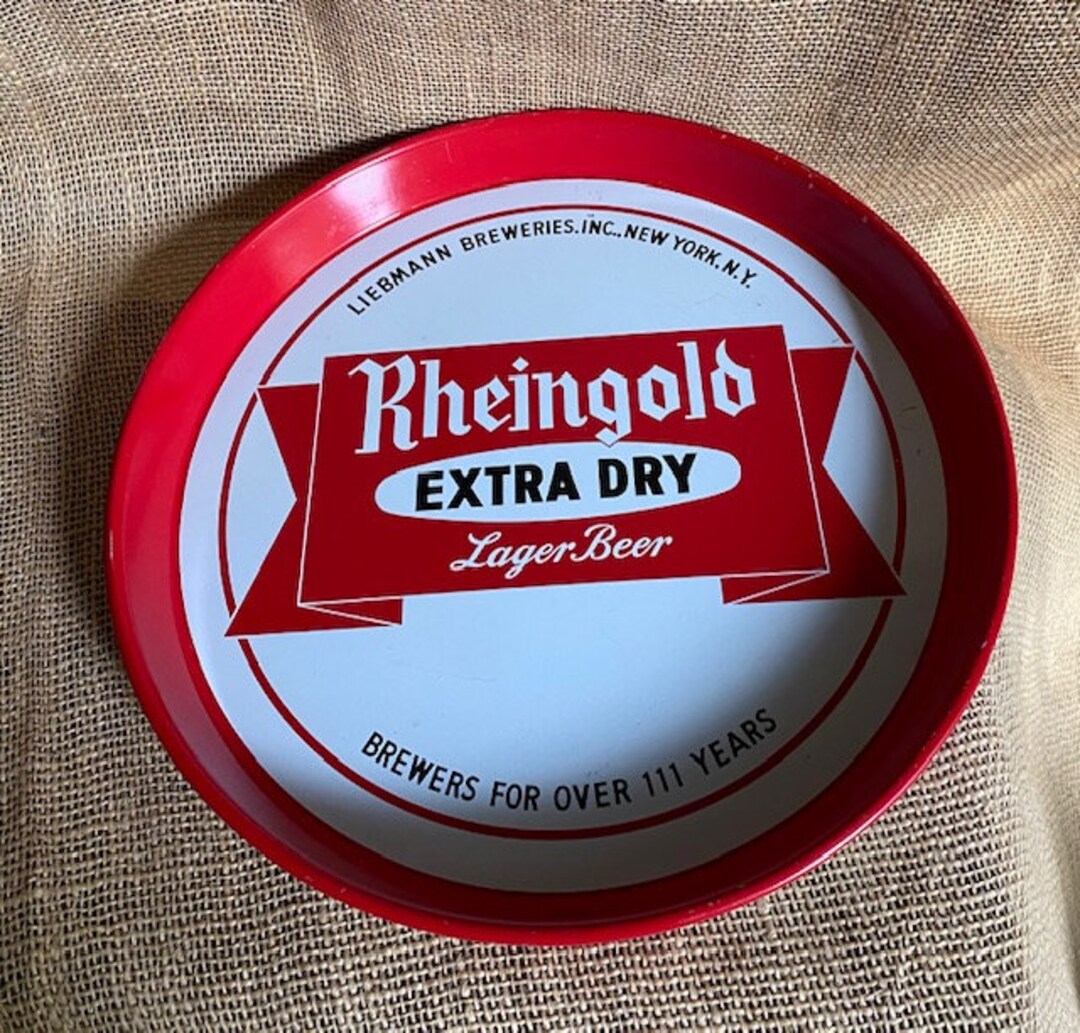 LIEBMANN BREWERIES.INC., NEW YORK. N.Y.
Rheingold
EXTRA DRY
Lager Beer
BREWERS FOR OVER 111 YEARS